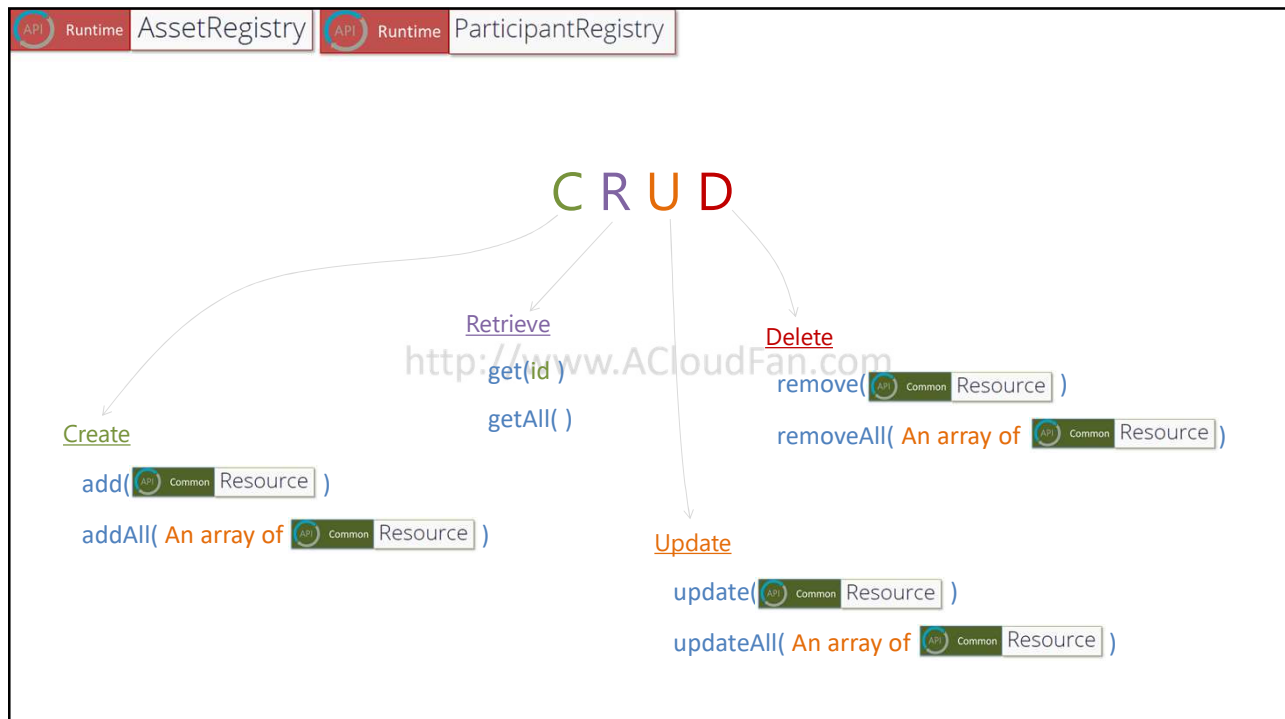 API Runtime AssetRegistry API Runtime ParticipantRegistry
C R U D
Retrieve
get(id )
getAll( )
Delete
remove( API Common Resource )
removeAll( An array of API Common Resource )
http://www.ACloudFan.com
Create
add( API Common Resource )
addAll( An array of API Common Resource )
Update
update( API Common Resource )
updateAll( An array of API Common Resource )